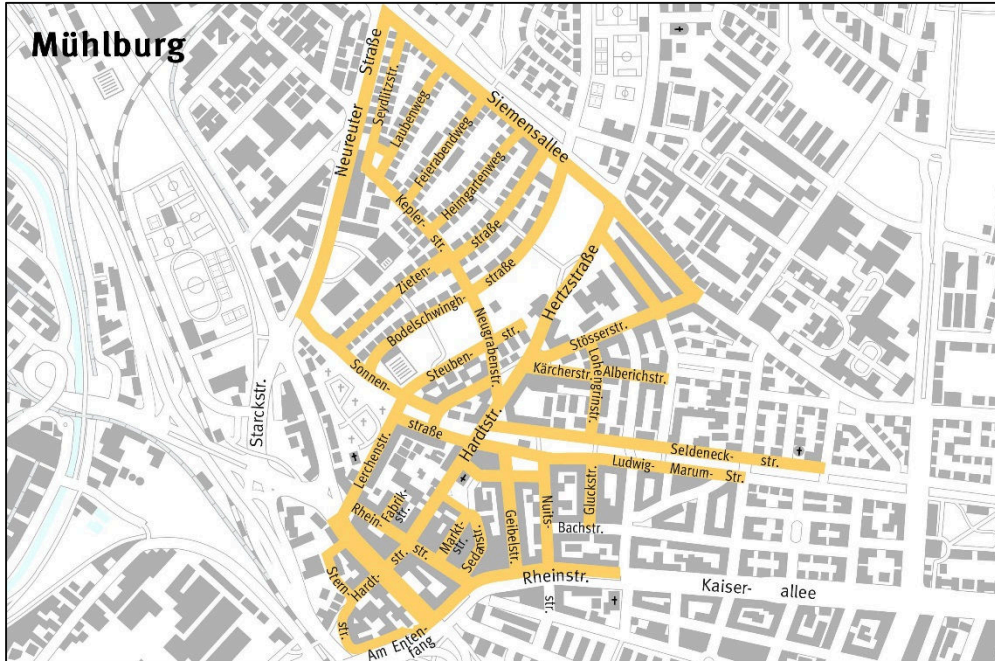 Mühlburg
Neureuter Straße
Seydlitzstr.
Laubenweg
Feierabendweg
Heimgartenweg
Siemensallee
Kepler-
str.
Zieten-
straße
Bodelschwingh-
straße
Hertzstraße
Neugrabenstr.
Steuben-
str.
Stösserstr.
Sonnen-
straße
Kärcherstr.
Alberichstr.
Lohengrinstr.
Starckstr.
Hardtstr.
Lerchenstr.
Seldeneck-
str.
Ludwig-
Marum-
Str.
Rhein-
str.
Fabrik-
str.
Markt-
str.
Sedanstr.
Geibelstr.
Nuits-
str.
Gluckstr.
Bachstr.
Stern-
str.
Hardt-
str.
Rheinstr.
Kaiser-
allee
Am Enten-
fang